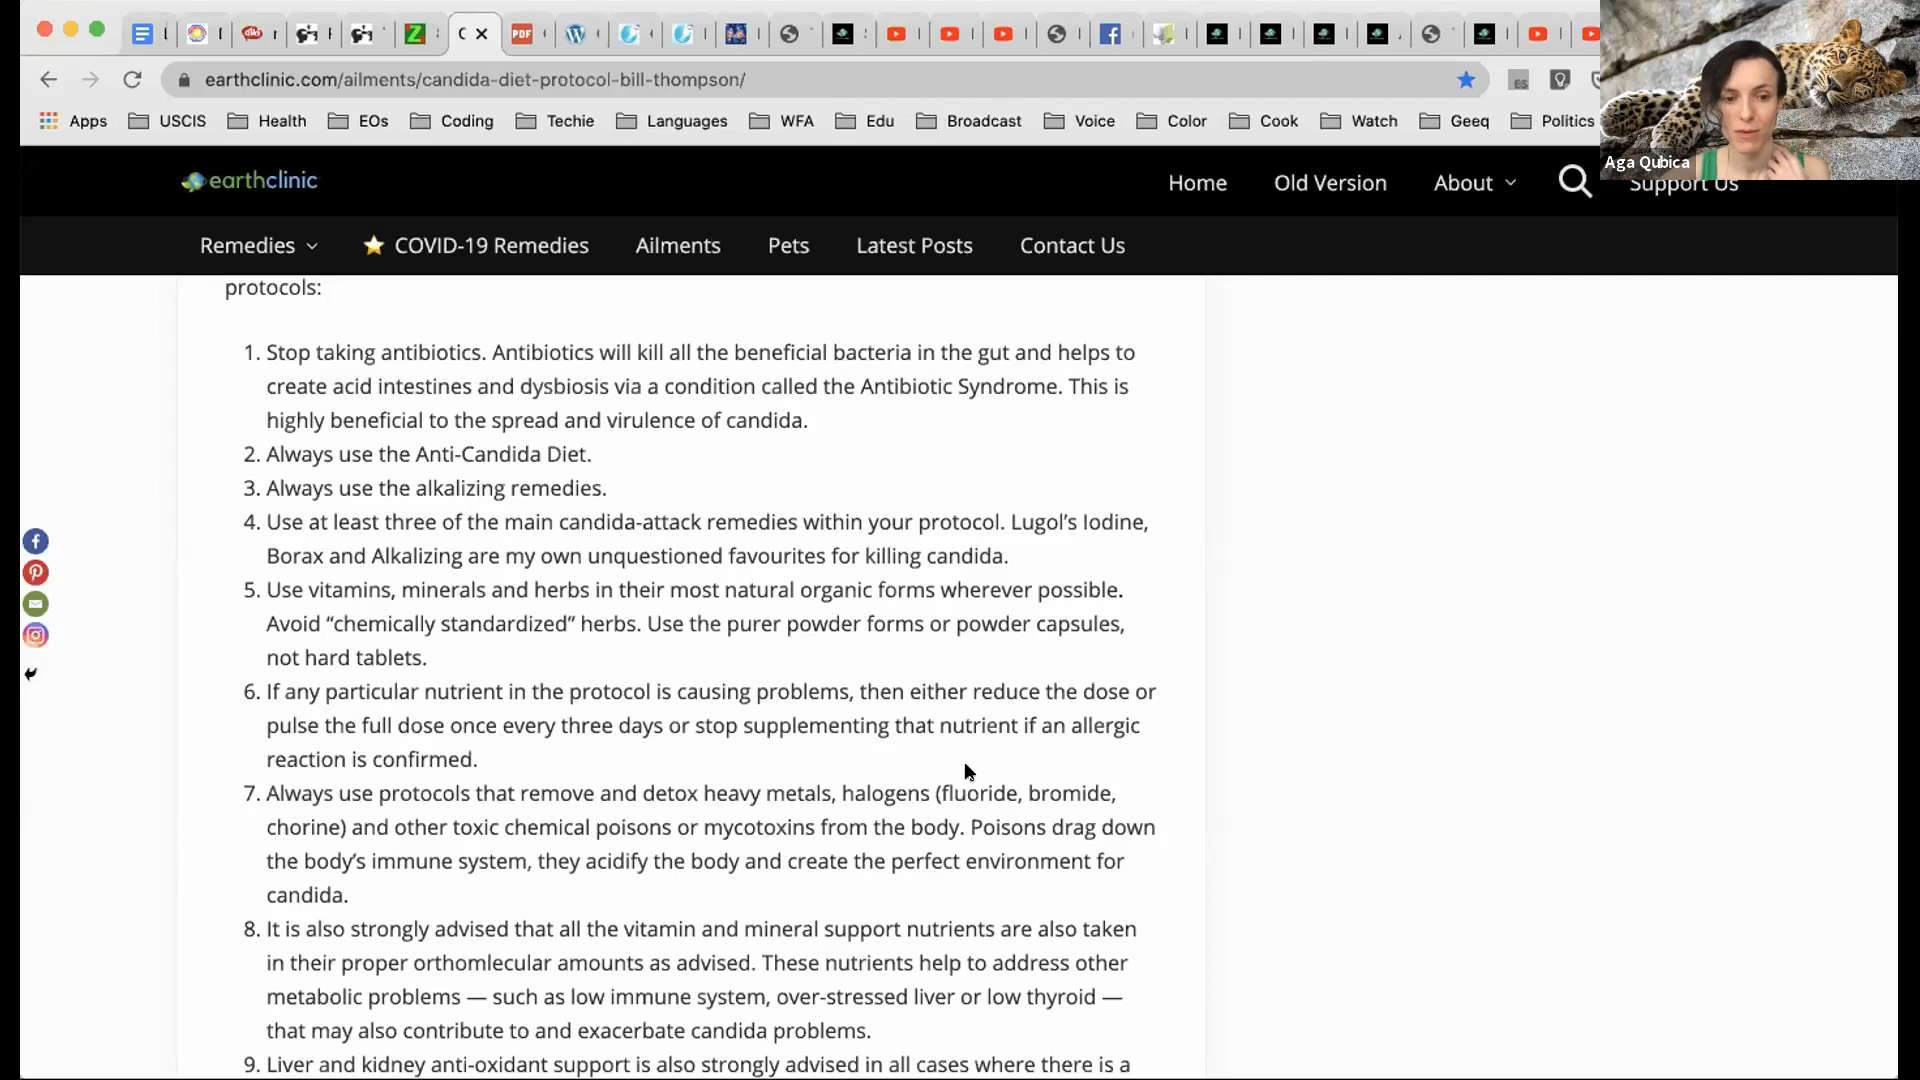 earthclinic.com/ailments/candida-diet-protocol-bill-thompson/
Apps USCIS Health EOs Coding Techie Languages WFA Edu Broadcast Voice Color Cook Watch Geeq Politics
Aga Qubica
earthclinic
Home Old Version About Support Us
Remedies COVID-19 Remedies Ailments Pets Latest Posts Contact Us
protocols:
1. Stop taking antibiotics. Antibiotics will kill all the beneficial bacteria in the gut and helps to
create acid intestines and dysbiosis via a condition called the Antibiotic Syndrome. This is
highly beneficial to the spread and virulence of candida.
2. Always use the Anti-Candida Diet.
3. Always use the alkalizing remedies.
4. Use at least three of the main candida-attack remedies within your protocol. Lugol’s Iodine,
Borax and Alkalizing are my own unquestioned favourites for killing candida.
5. Use vitamins, minerals and herbs in their most natural organic forms wherever possible.
Avoid “chemically standardized” herbs. Use the purer powder forms or powder capsules,
not hard tablets.
6. If any particular nutrient in the protocol is causing problems, then either reduce the dose or
pulse the full dose once every three days or stop supplementing that nutrient if an allergic
reaction is confirmed.
7. Always use protocols that remove and detox heavy metals, halogens (fluoride, bromide,
chorine) and other toxic chemical poisons or mycotoxins from the body. Poisons drag down
the body’s immune system, they acidify the body and create the perfect environment for
candida.
8. It is also strongly advised that all the vitamin and mineral support nutrients are also taken
in their proper orthomlecular amounts as advised. These nutrients help to address other
metabolic problems — such as low immune system, over-stressed liver or low thyroid —
that may also contribute to and exacerbate candida problems.
9. Liver and kidney anti-oxidant support is also strongly advised in all cases where there is a